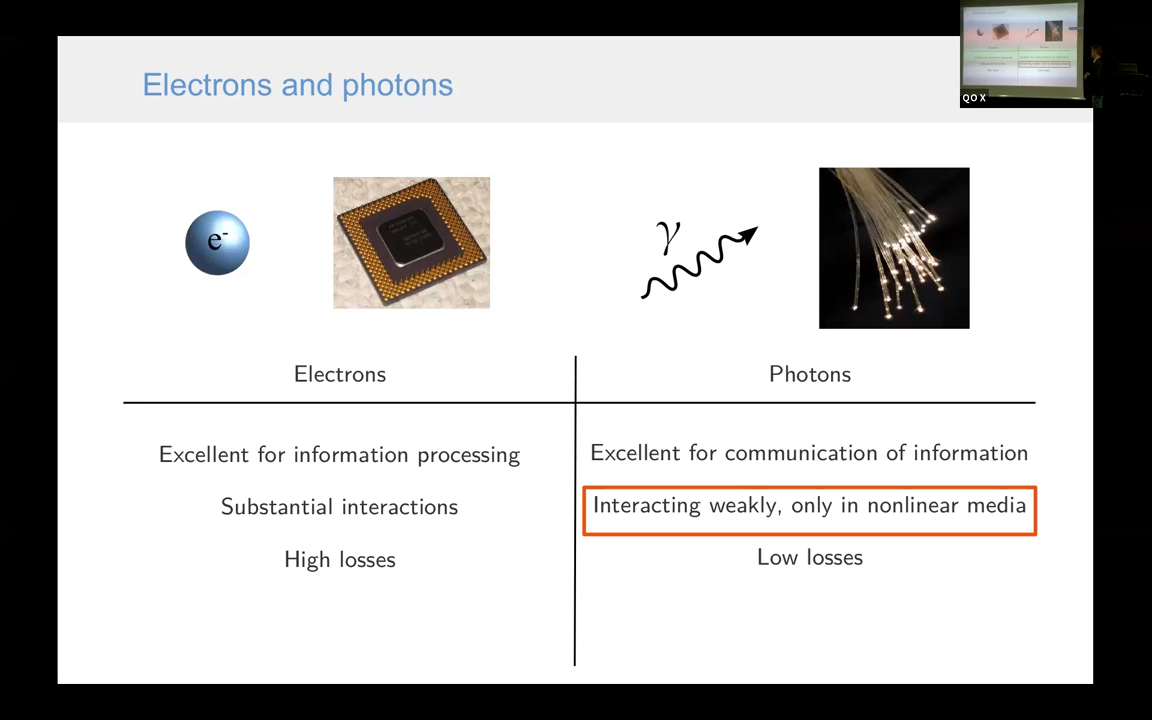 Electrons and photons
QO X
e-
γ
Electrons
Photons
Excellent for information processing
Excellent for communication of information
Substantial interactions
Interacting weakly, only in nonlinear media
High losses
Low losses